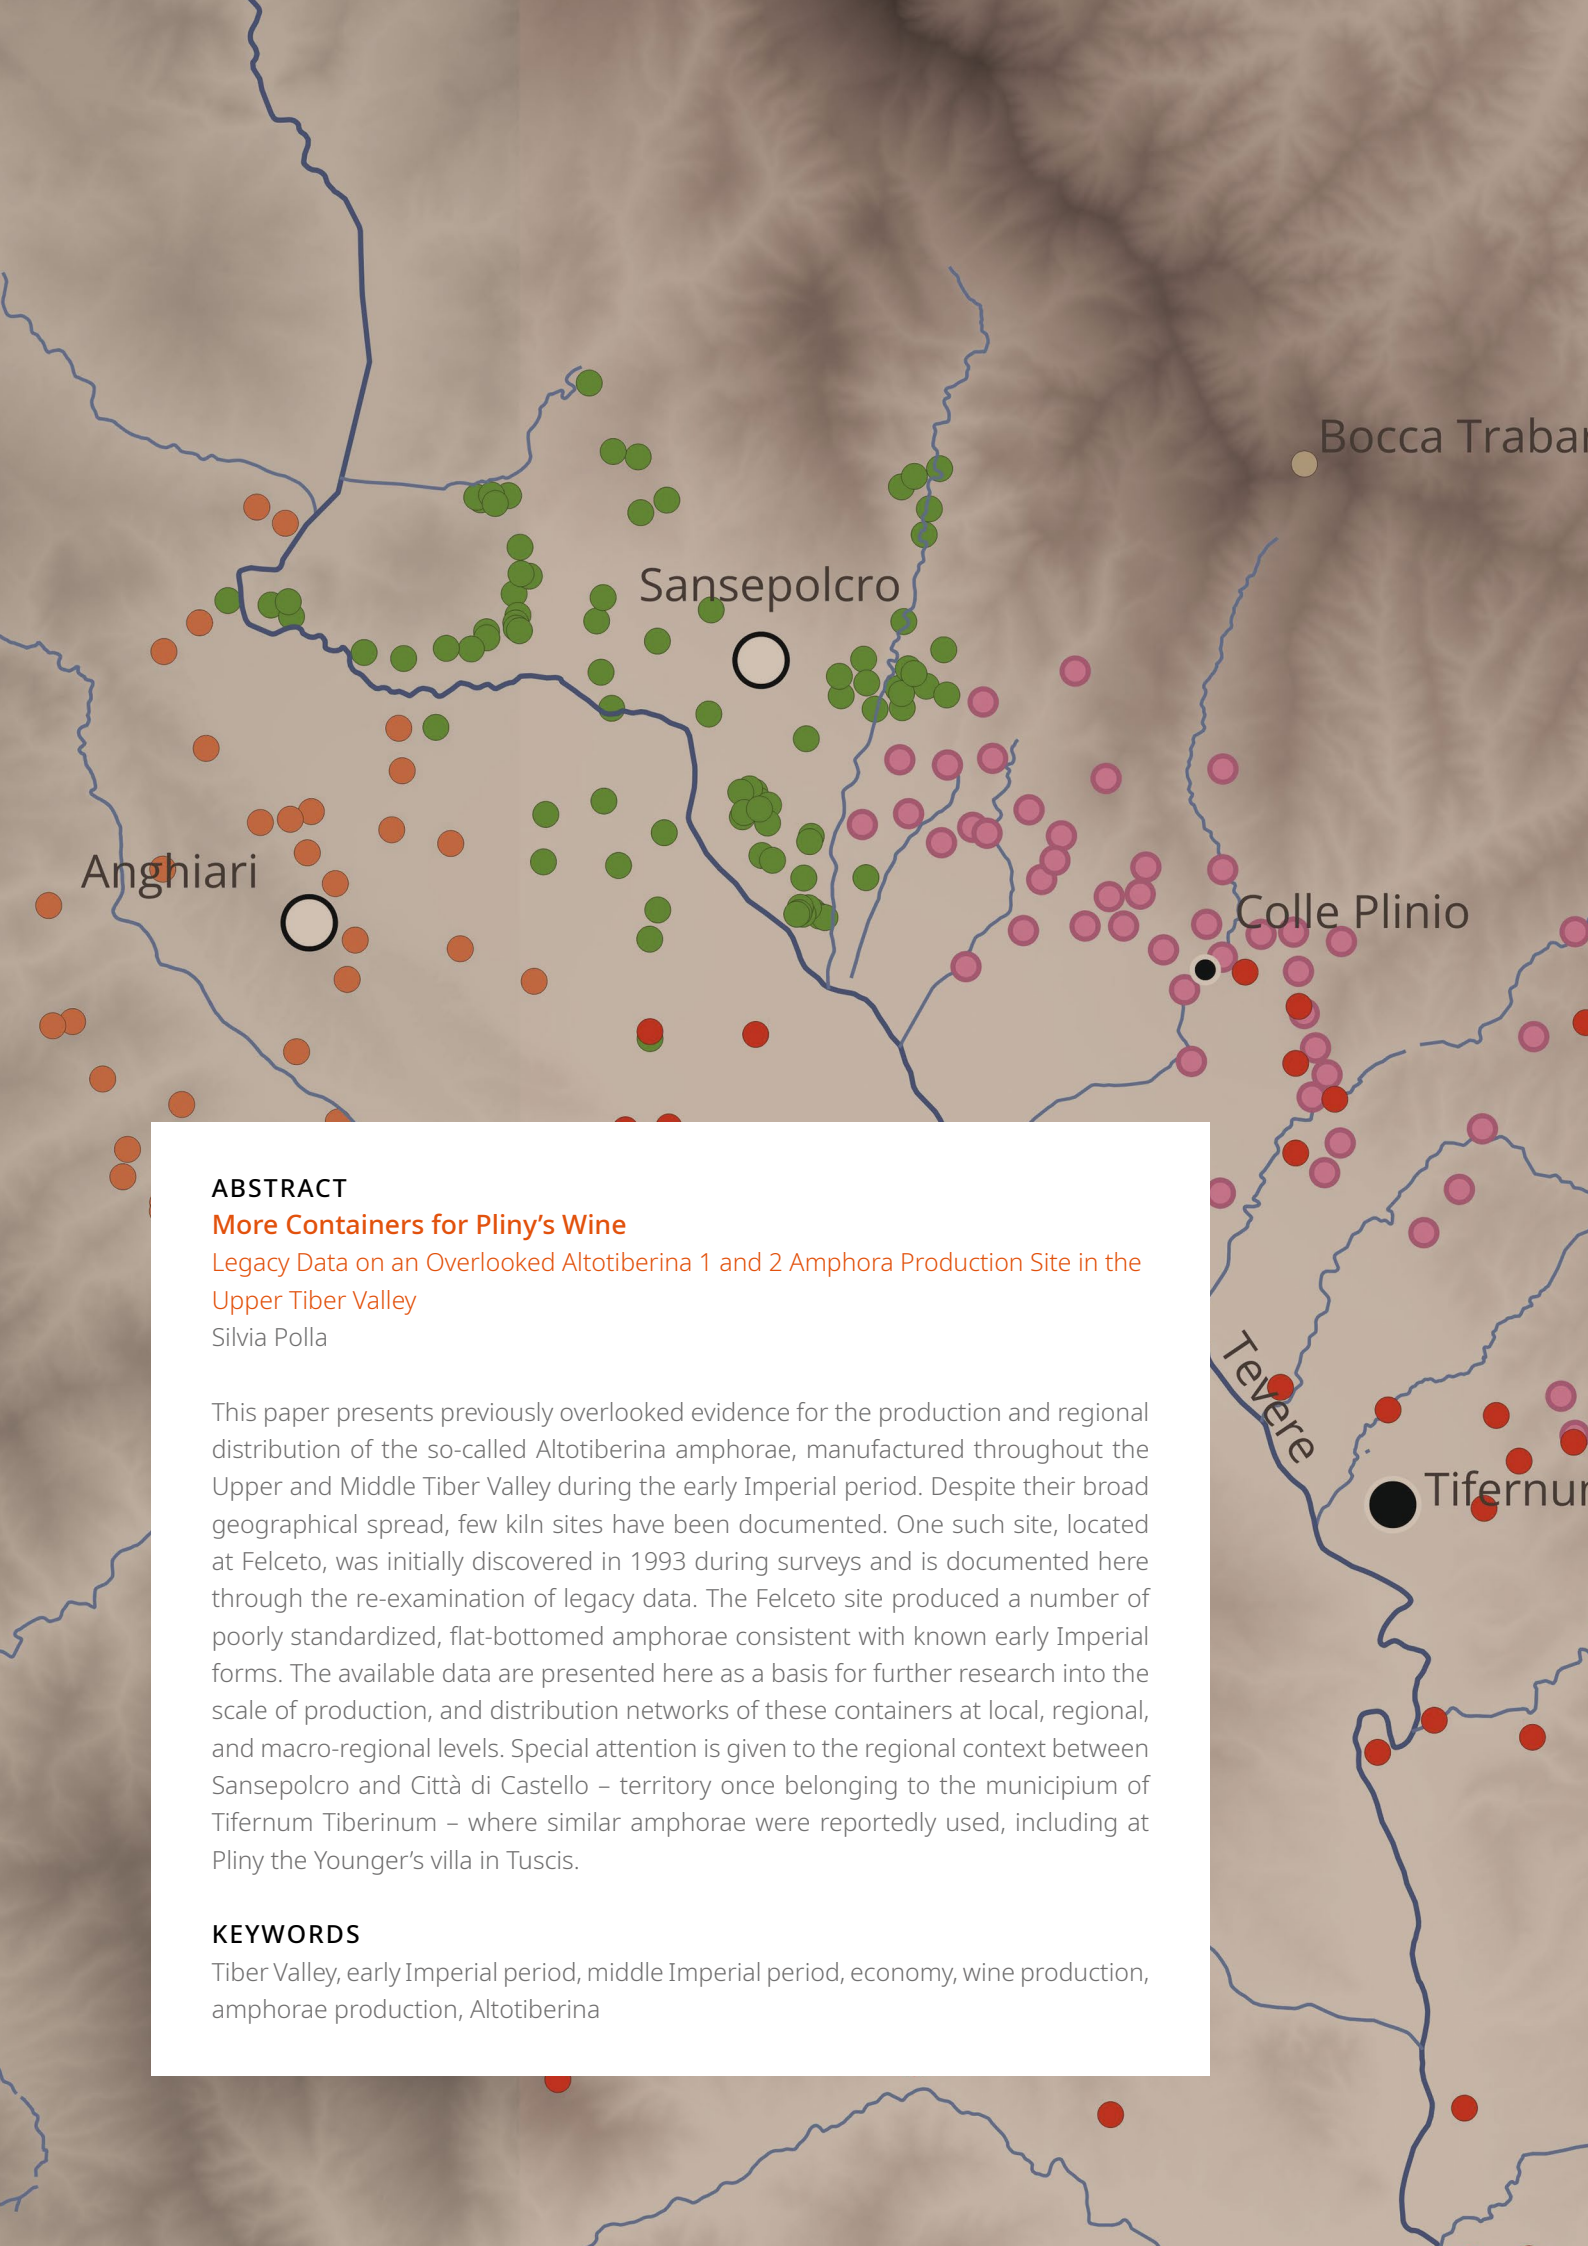 Bocca Trabar
Sansepolcro
Anghiari
Colle Plinio
ABSTRACT
More Containers for Pliny’s Wine
Legacy Data on an Overlooked Altotiberina 1 and 2 Amphora Production Site in the
Upper Tiber Valley
Silvia Polla
This paper presents previously overlooked evidence for the production and regional
distribution of the so-called Altotiberina amphorae, manufactured throughout the
Upper and Middle Tiber Valley during the early Imperial period. Despite their broad
geographical spread, few kiln sites have been documented. One such site, located
at Felceto, was initially discovered in 1993 during surveys and is documented here
through the re-examination of legacy data. The Felceto site produced a number of
poorly standardized, flat-bottomed amphorae consistent with known early Imperial
forms. The available data are presented here as a basis for further research into the
scale of production, and distribution networks of these containers at local, regional,
and macro-regional levels. Special attention is given to the regional context between
Sansepolcro and Città di Castello – territory once belonging to the municipium of
Tifernum Tiberinum – where similar amphorae were reportedly used, including at
Pliny the Younger’s villa in Tuscis.
KEYWORDS
Tiber Valley, early Imperial period, middle Imperial period, economy, wine production,
amphorae production, Altotiberina
Tevere
Tifernum